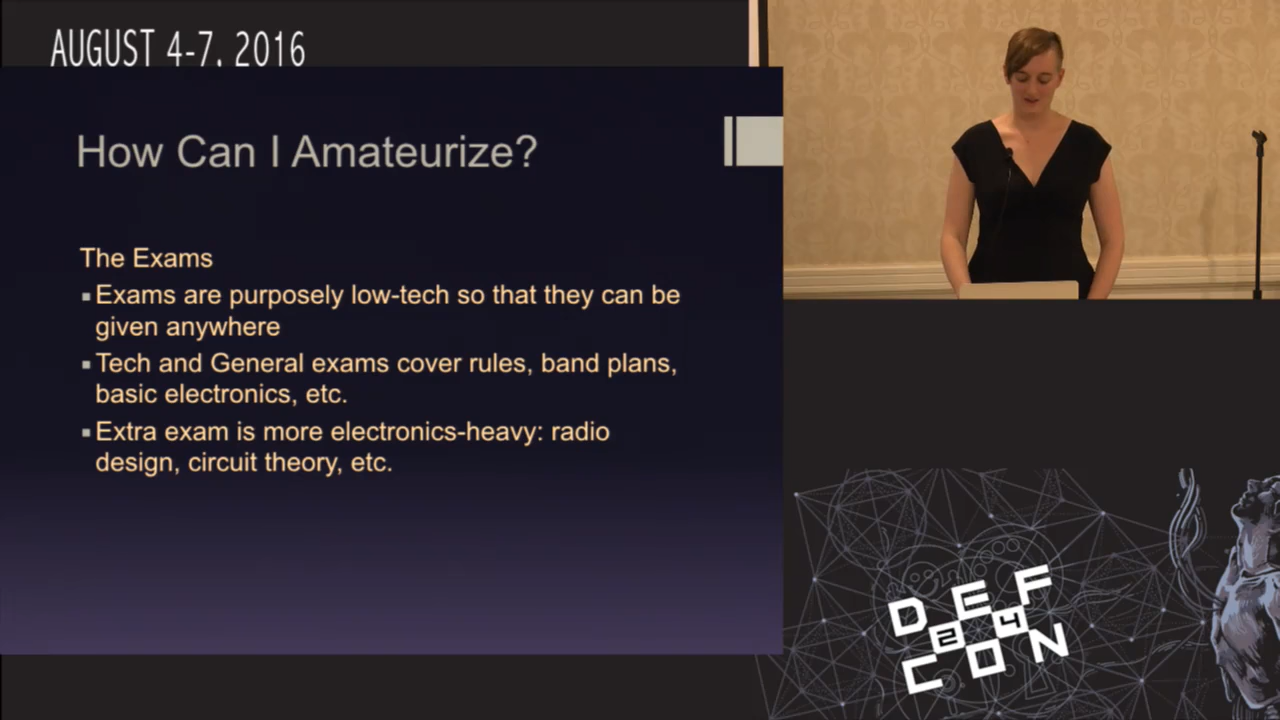 AUGUST 4-7, 2016
How Can I Amateurize?
The Exams
Exams are purposely low-tech so that they can be
given anywhere
Tech and General exams cover rules, band plans,
basic electronics, etc.
Extra exam is more electronics-heavy: radio
design, circuit theory, etc.
DEF
24
CON